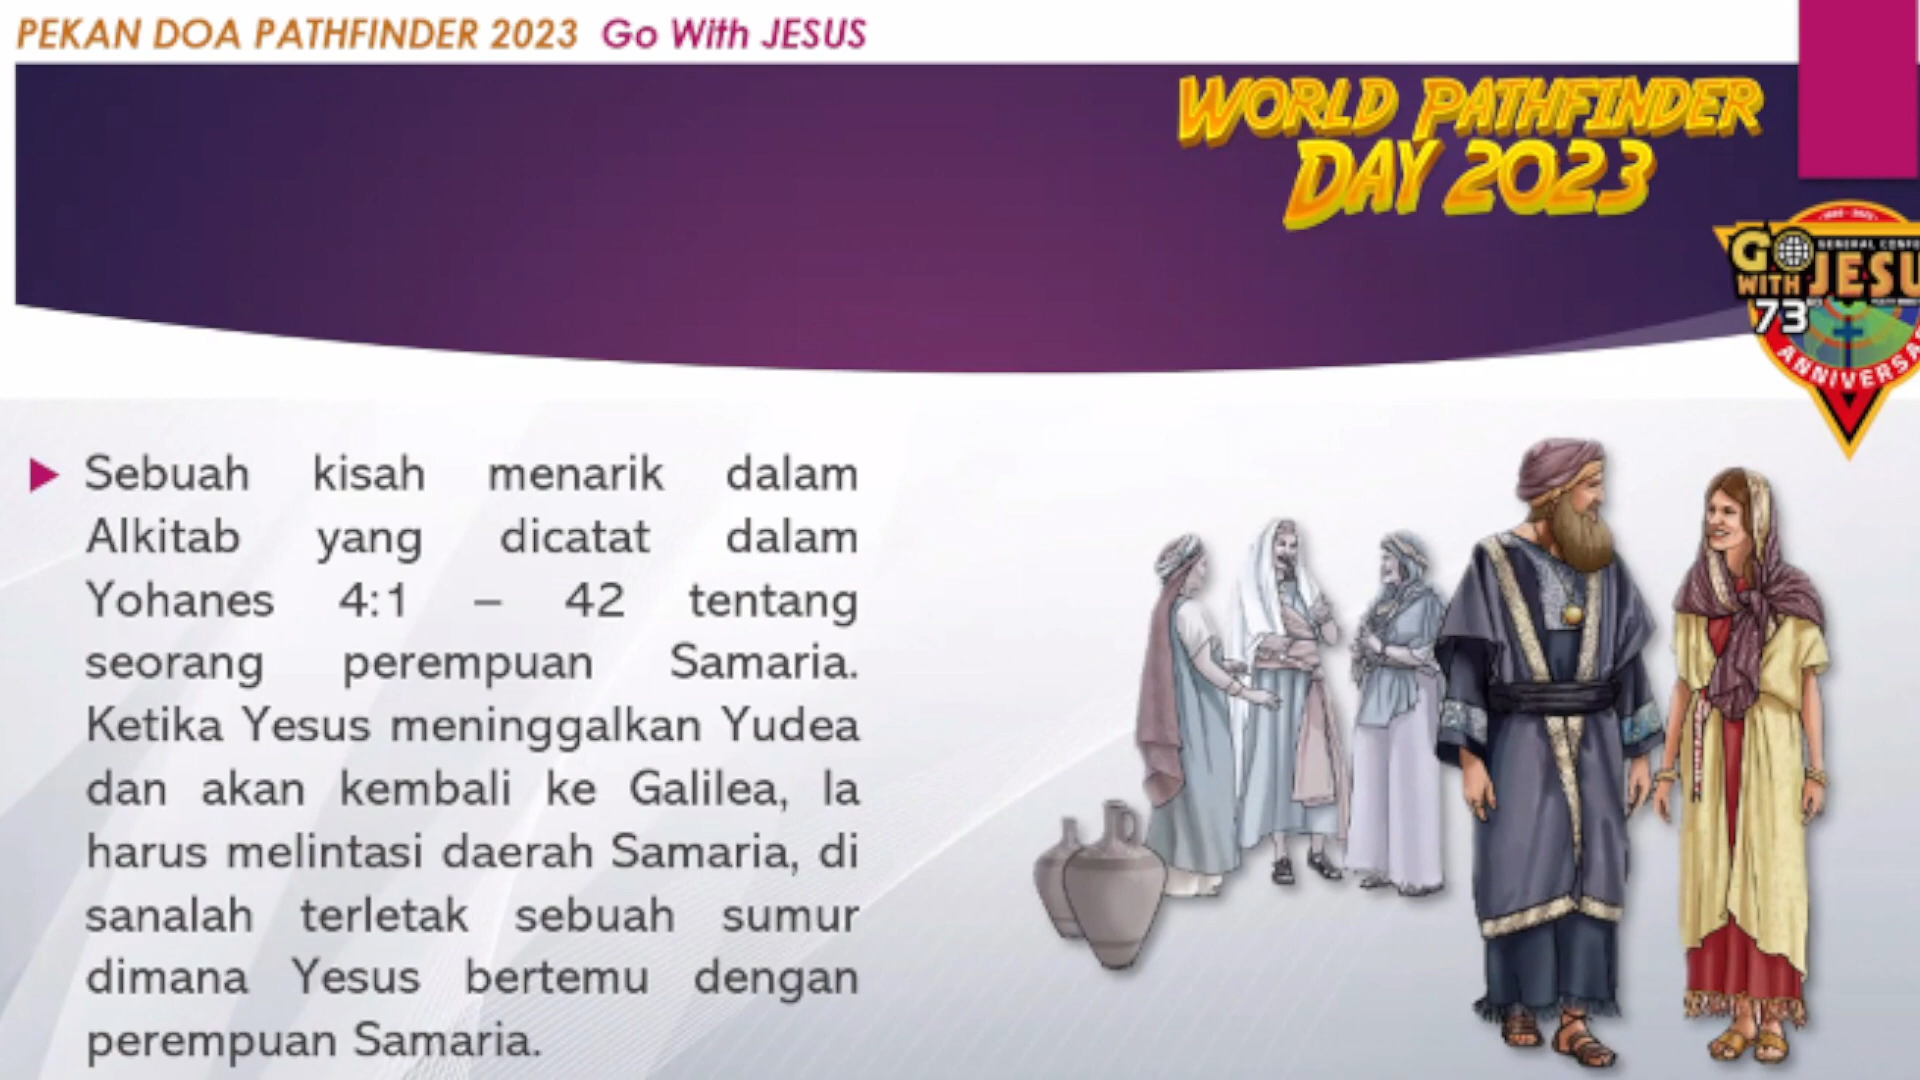 PEKAN DOA PATHFINDER 2023 Go With JESUS
WORLD PATHFINDER
DAY 2023
GO
WITH JESU
73
ANNIVERSA
Sebuah kisah menarik dalam
Alkitab yang dicatat dalam
Yohanes 4:1 – 42 tentang
seorang perempuan Samaria.
Ketika Yesus meninggalkan Yudea
dan akan kembali ke Galilea, Ia
harus melintasi daerah Samaria, di
sanalah terletak sebuah sumur
dimana Yesus bertemu dengan
perempuan Samaria.